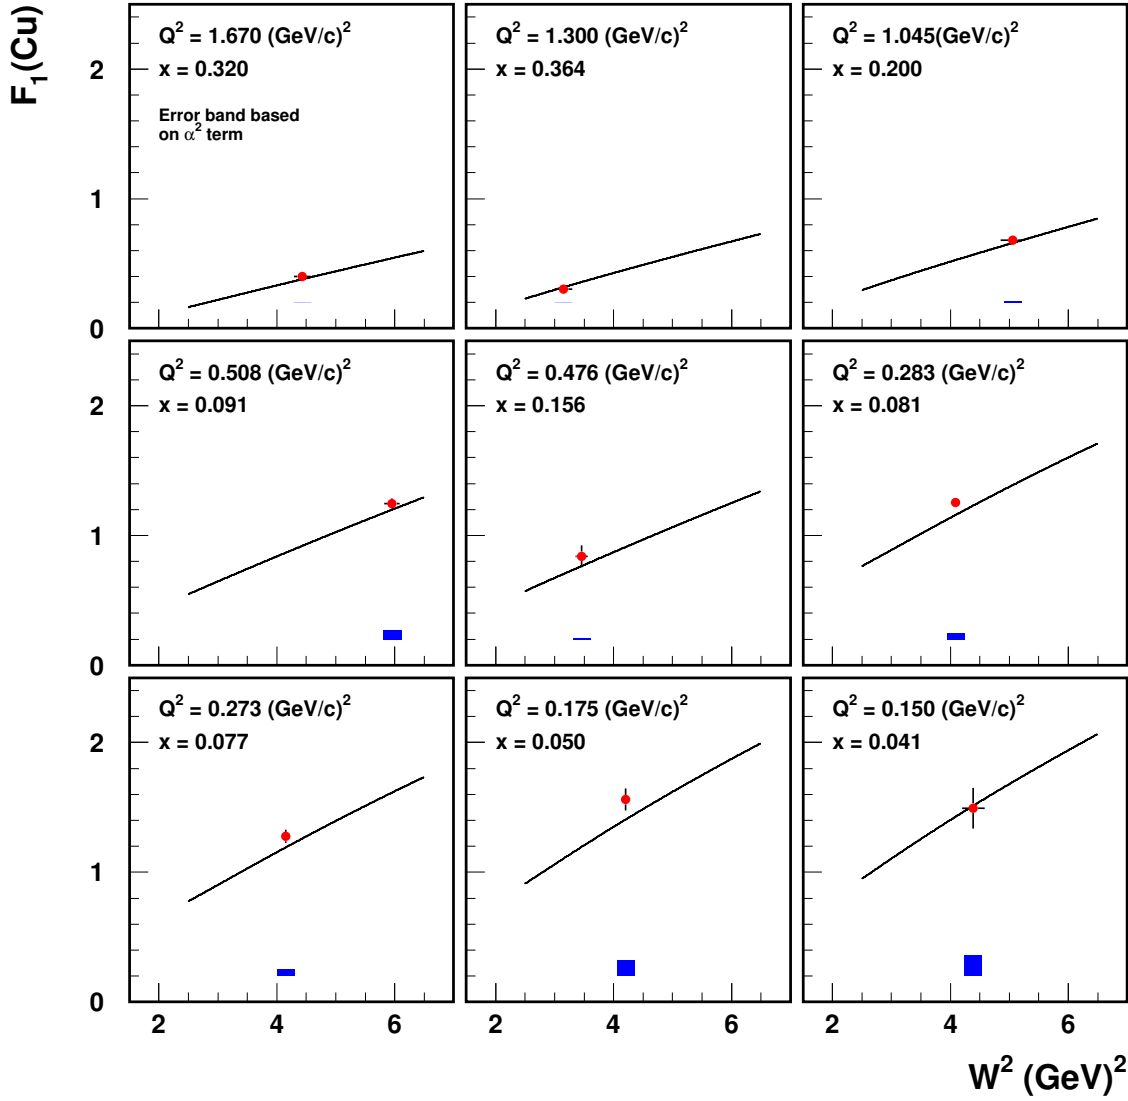 F₁(Cu)
Q² = 1.670 (GeV/c)²
x = 0.320
Error band based
on α² term
Q² = 1.300 (GeV/c)²
x = 0.364
Q² = 1.045(GeV/c)²
x = 0.200
2
1
0
Q² = 0.508 (GeV/c)²
x = 0.091
Q² = 0.476 (GeV/c)²
x = 0.156
Q² = 0.283 (GeV/c)²
x = 0.081
2
1
0
Q² = 0.273 (GeV/c)²
x = 0.077
Q² = 0.175 (GeV/c)²
x = 0.050
Q² = 0.150 (GeV/c)²
x = 0.041
2
1
0
2 4 6 2 4 6 2 4 6
W² (GeV)²